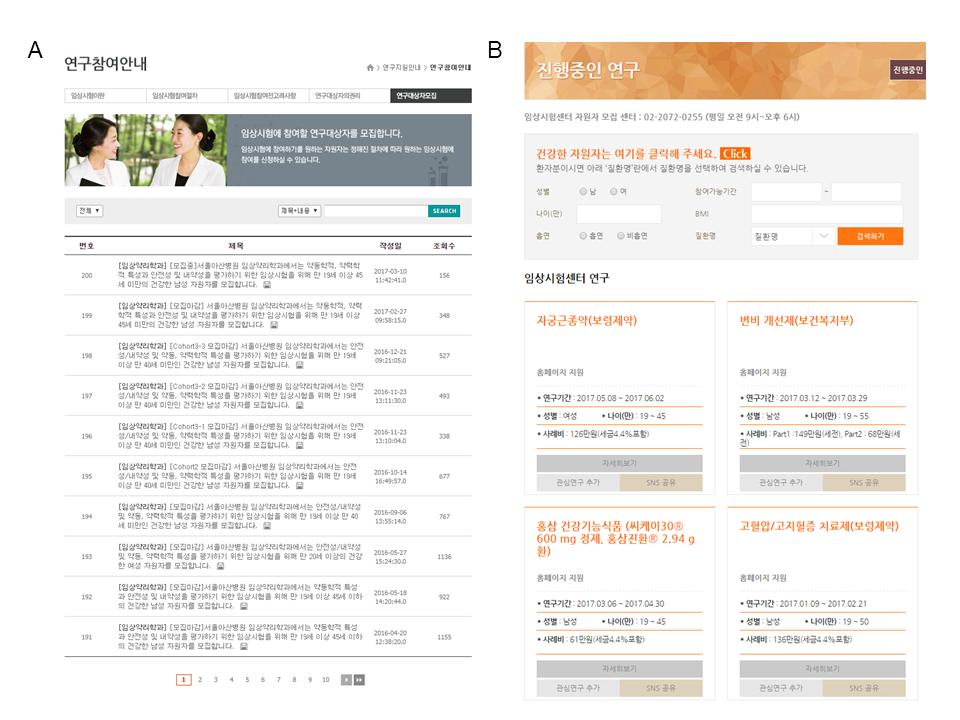 A
연구참여안내
연구지원안내 > 연구참여안내
임상시험이란 임상시험참여절차 임상시험참여전고려사항 연구대상자의권리 연구대상자모집
임상시험에 참여할 연구대상자를 모집합니다.
임상시험에 참여하기를 원하는 자원자는 정해진 절차에 따라 원하는 임상시험에
참여를 신청하실 수 있습니다.
전체 제목+내용 SEARCH
번호 제목 작성일 조회수
200 [임상약리학과] [모집중]서울아산병원 임상약리학과에서는 약동학적, 약력학
적 특성과 안전성 및 내약성을 평가하기 위한 임상시험을 위해 만 19세 이상 45
세 미만의 건강한 남성 자원자를 모집합니다. 2017-03-10
11:42:41.0 156
199 [임상약리학과] [모집마감] 서울아산병원 임상약리학과에서는 약동학적, 약력
학적 특성과 안전성 및 내약성을 평가하기 위한 임상시험을 위해 만 19세 이상
45세 미만의 건강한 남성 자원자를 모집합니다. 2017-02-27
09:58:15.0 348
198 [임상약리학과] [Cohort3-3 모집마감] 서울아산병원 임상약리학과에서는 안전
성/내약성 및 약동, 약력학적 특성을 평가하기 위한 임상시험을 위해 만 19세
이상 만 40세 미만인 건강한 남성 자원자를 모집합니다. 2016-12-21
09:21:05.0 527
197 [임상약리학과] [Cohort3-2 모집마감] 서울아산병원 임상약리학과에서는 안전
성/내약성 및 약동, 약력학적 특성을 평가하기 위한 임상시험을 위해 만 19세
이상 만 40세 미만인 건강한 남성 자원자를 모집합니다. 2016-11-23
13:11:30.0 493
196 [임상약리학과] [Cohort3-1 모집마감] 서울아산병원 임상약리학과에서는 안전
성/내약성 및 약동, 약력학적 특성을 평가하기 위한 임상시험을 위해 만 19세
이상 만 40세 미만인 건강한 남성 자원자를 모집합니다. 2016-11-23
13:10:04.0 338
195 [임상약리학과] [Cohort2 모집마감] 서울아산병원 임상약리학과에서는 안전
성/내약성 및 약동, 약력학적 특성을 평가하기 위한 임상시험을 위해 만 19세
이상 만 40세 미만인 건강한 남성 자원자를 모집합니다. 2016-10-14
16:49:57.0 677
194 [임상약리학과] [모집마감] 서울아산병원 임상약리학과에서는 안전성/내약성
및 약동, 약력학적 특성을 평가하기 위한 임상시험을 위해 만 19세 이상 만 40
세 미만인 건강한 남성 자원자를 모집합니다. 2016-09-06
13:55:14.0 767
193 [임상약리학과] [모집마감] 서울아산병원 임상약리학과에서는 안전성/내약성
및 약동, 약력학적 특성을 평가하기 위한 임상시험을 위해 만 20세 이상의 건강
한 여성 자원자를 모집합니다. 2016-05-27
15:24:30.0 1136
192 [임상약리학과] [모집마감]서울아산병원 임상약리학과에서는 약동학적 특성
과 안전성 및 내약성을 평가하기 위한 임상시험을 위해 만 19세 이상 45세 이하
의 건강한 남성 자원자를 모집합니다. 2016-05-18
14:20:44.0 922
191 [임상약리학과] [모집마감]서울아산병원 임상약리학과에서는 약동학적 특성
과 안전성 및 내약성을 평가하기 위한 임상시험을 위해 만 19세 이상 45세 이하
의 건강한 남성 자원자를 모집합니다. 2016-04-20
12:38:20.0 1155
1 2 3 4 5 6 7 8 9 10
B
진행중인 연구
진행중인
임상시험센터 자원자 모집 센터 : 02-2072-0255 (평일 오전 9시~오후 6시)
건강한 자원자는 여기를 클릭해 주세요. Click
환자분이시면 아래 '질환명'란에서 질환명을 선택하여 검색하실 수 있습니다.
성별 남 여 참여가능기간 ~
나이(만) BMI
흡연 흡연 비흡연 질환명 질환명 검색하기
임상시험센터 연구
자궁근종약(보령제약)
홈페이지 지원
• 연구기간 : 2017.05.08 ~ 2017.06.02
• 성별 : 여성 • 나이(만) : 19 ~ 45
• 사례비 : 126만원(세금4.4%포함)
자세히보기
관심연구 추가 SNS 공유
변비 개선제(보건복지부)
홈페이지 지원
• 연구기간 : 2017.03.12 ~ 2017.03.29
• 성별 : 남성 • 나이(만) : 19 ~ 55
• 사례비 : Part1 :149만원(세전), Part2 : 68만원(세
전)
자세히보기
관심연구 추가 SNS 공유
홍삼 건강기능식품 (씨케이30®
600 mg 정제, 홍삼진환® 2.94 g
환)
홈페이지 지원
• 연구기간 : 2017.03.06 ~ 2017.04.30
• 성별 : 남성 • 나이(만) : 19 ~ 45
• 사례비 : 61만원(세금4.4%포함)
자세히보기
관심연구 추가 SNS 공유
고혈압/고지혈증 치료제(보령제약)
홈페이지 지원
• 연구기간 : 2017.01.09 ~ 2017.02.21
• 성별 : 남성 • 나이(만) : 19 ~ 50
• 사례비 : 136만원(세금4.4%포함)
자세히보기
관심연구 추가 SNS 공유